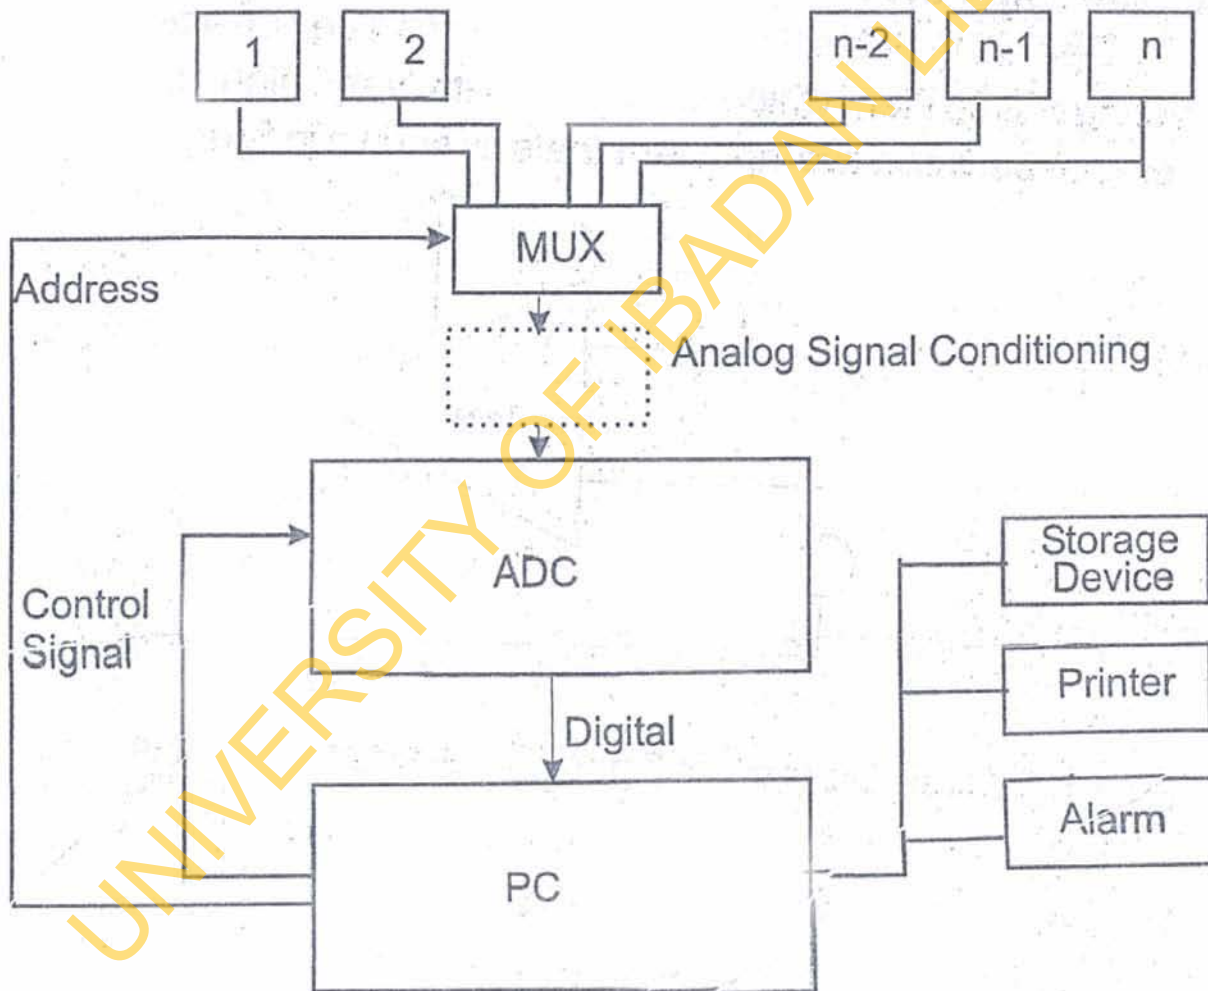 1
2
n-2
n-1
n
MUX
Address
Analog Signal Conditioning
ADC
Control
Signal
Storage
Device
Printer
Digital
Alarm
PC
UNIVERSITY OF IBADAN